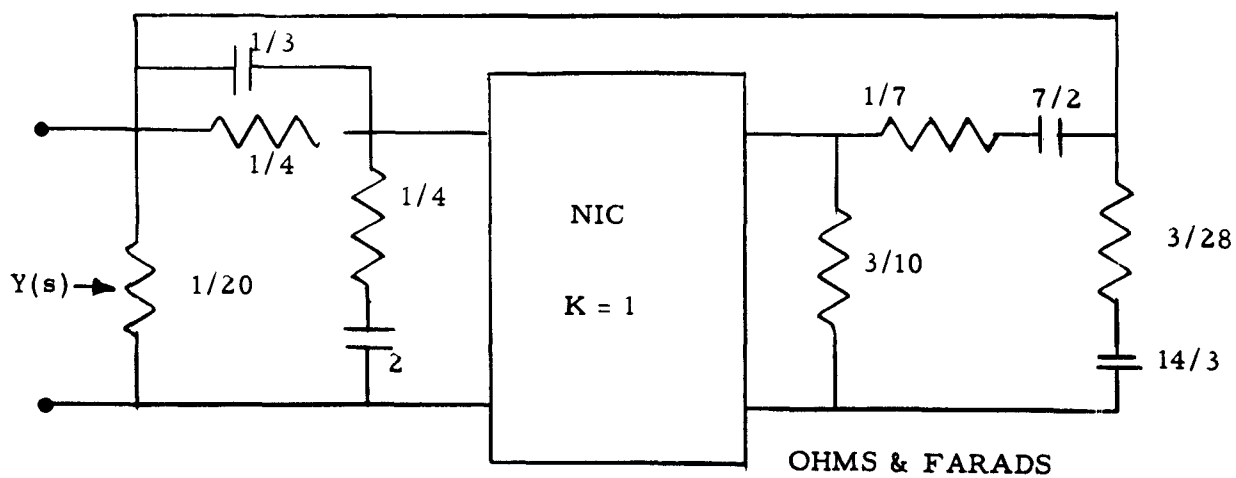 1/3
1/7
7/2
1/4
1/4
NIC
3/28
3/10
Y(s)
1/20
K = 1
2
14/3
OHMS & FARADS